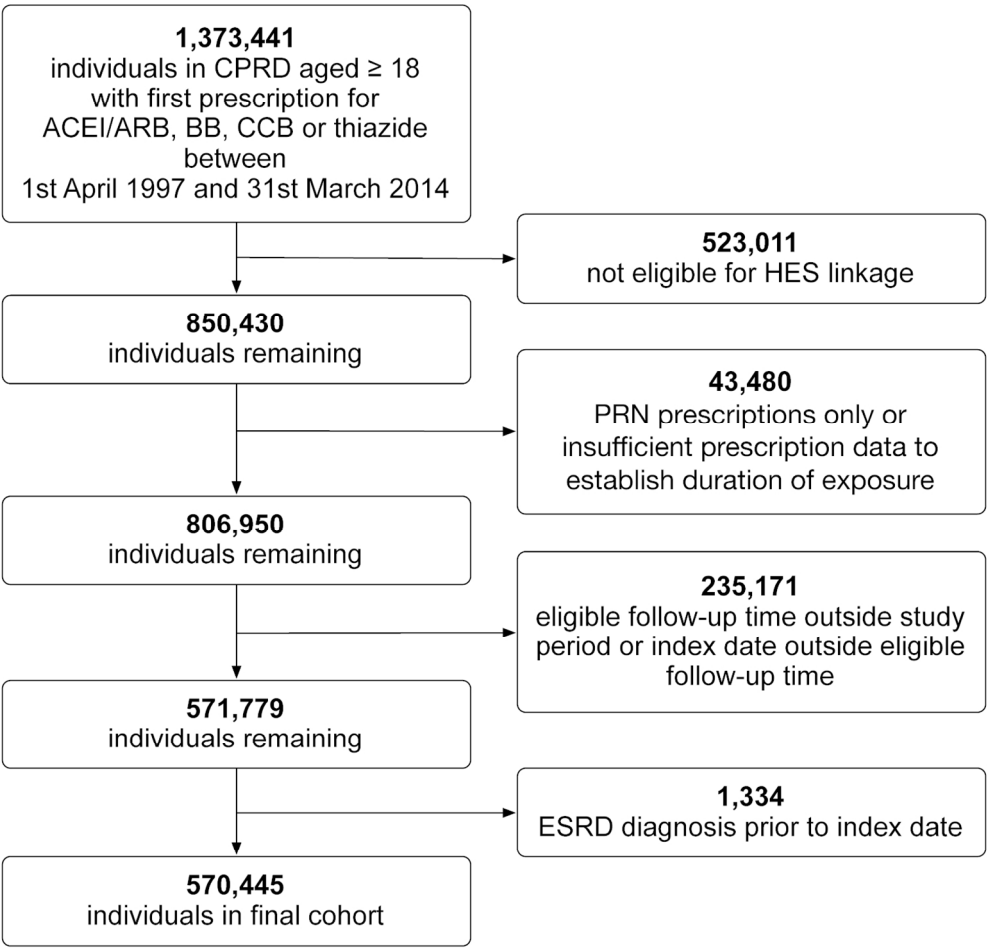 1,373,441
individuals in CPRD aged ≥ 18
with first prescription for
ACEI/ARB, BB, CCB or thiazide
between
1st April 1997 and 31st March 2014
523,011
not eligible for HES linkage
850,430
individuals remaining
43,480
PRN prescriptions only or
insufficient prescription data to
establish duration of exposure
806,950
individuals remaining
235,171
eligible follow-up time outside study
period or index date outside eligible
follow-up time
571,779
individuals remaining
1,334
ESRD diagnosis prior to index date
570,445
individuals in final cohort